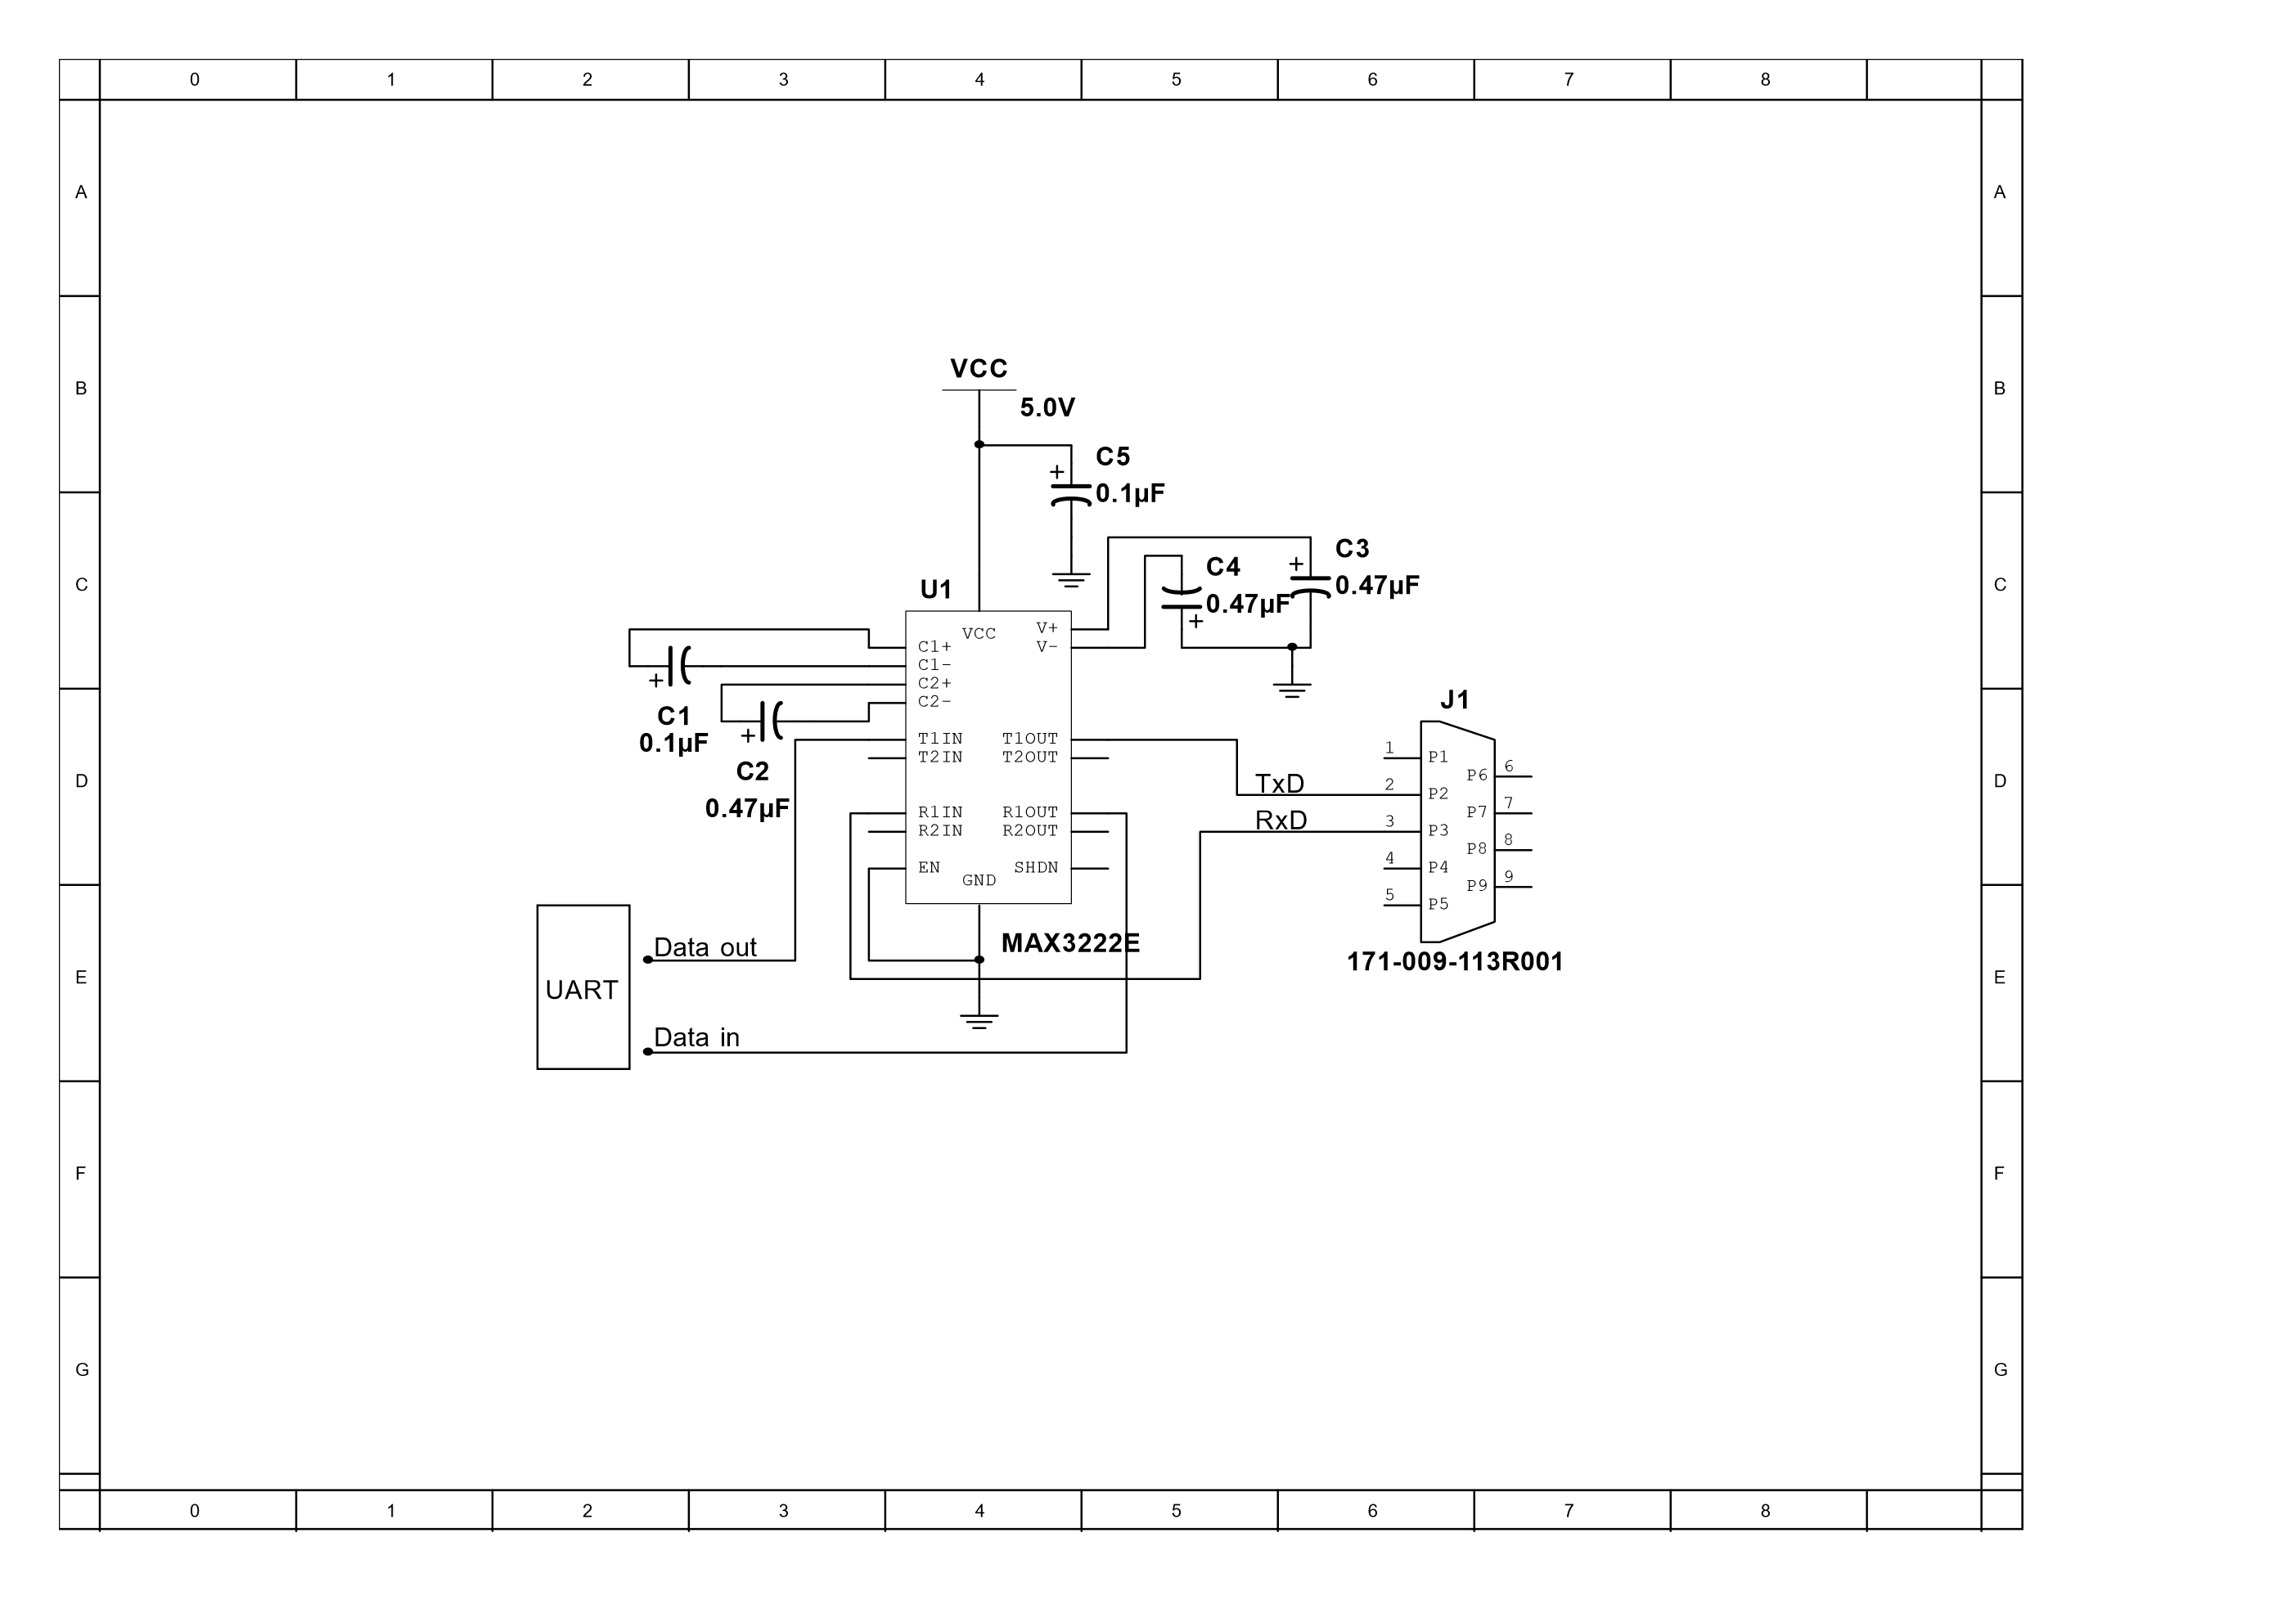 0 1 2 3 4 5 6 7 8
A A
B B
VCC
5.0V
C5
+
0.1µF
C C
C3
+
0.47µF
C4
0.47µF
+
U1
VCC V+
C1+ V-
C1-
C2+
C2-
+
C1
0.1µF
+
C2
0.47µF
T1IN T1OUT
T2IN T2OUT
R1IN R1OUT
R2IN R2OUT
EN SHDN
GND
MAX3222E
D D
J1
1 P1
P6 6
TxD 2 P2
P7 7
RxD 3 P3
P8 8
4 P4
P9 9
5 P5
171-009-113R001
E E
Data out
UART
Data in
F F
G G
0 1 2 3 4 5 6 7 8